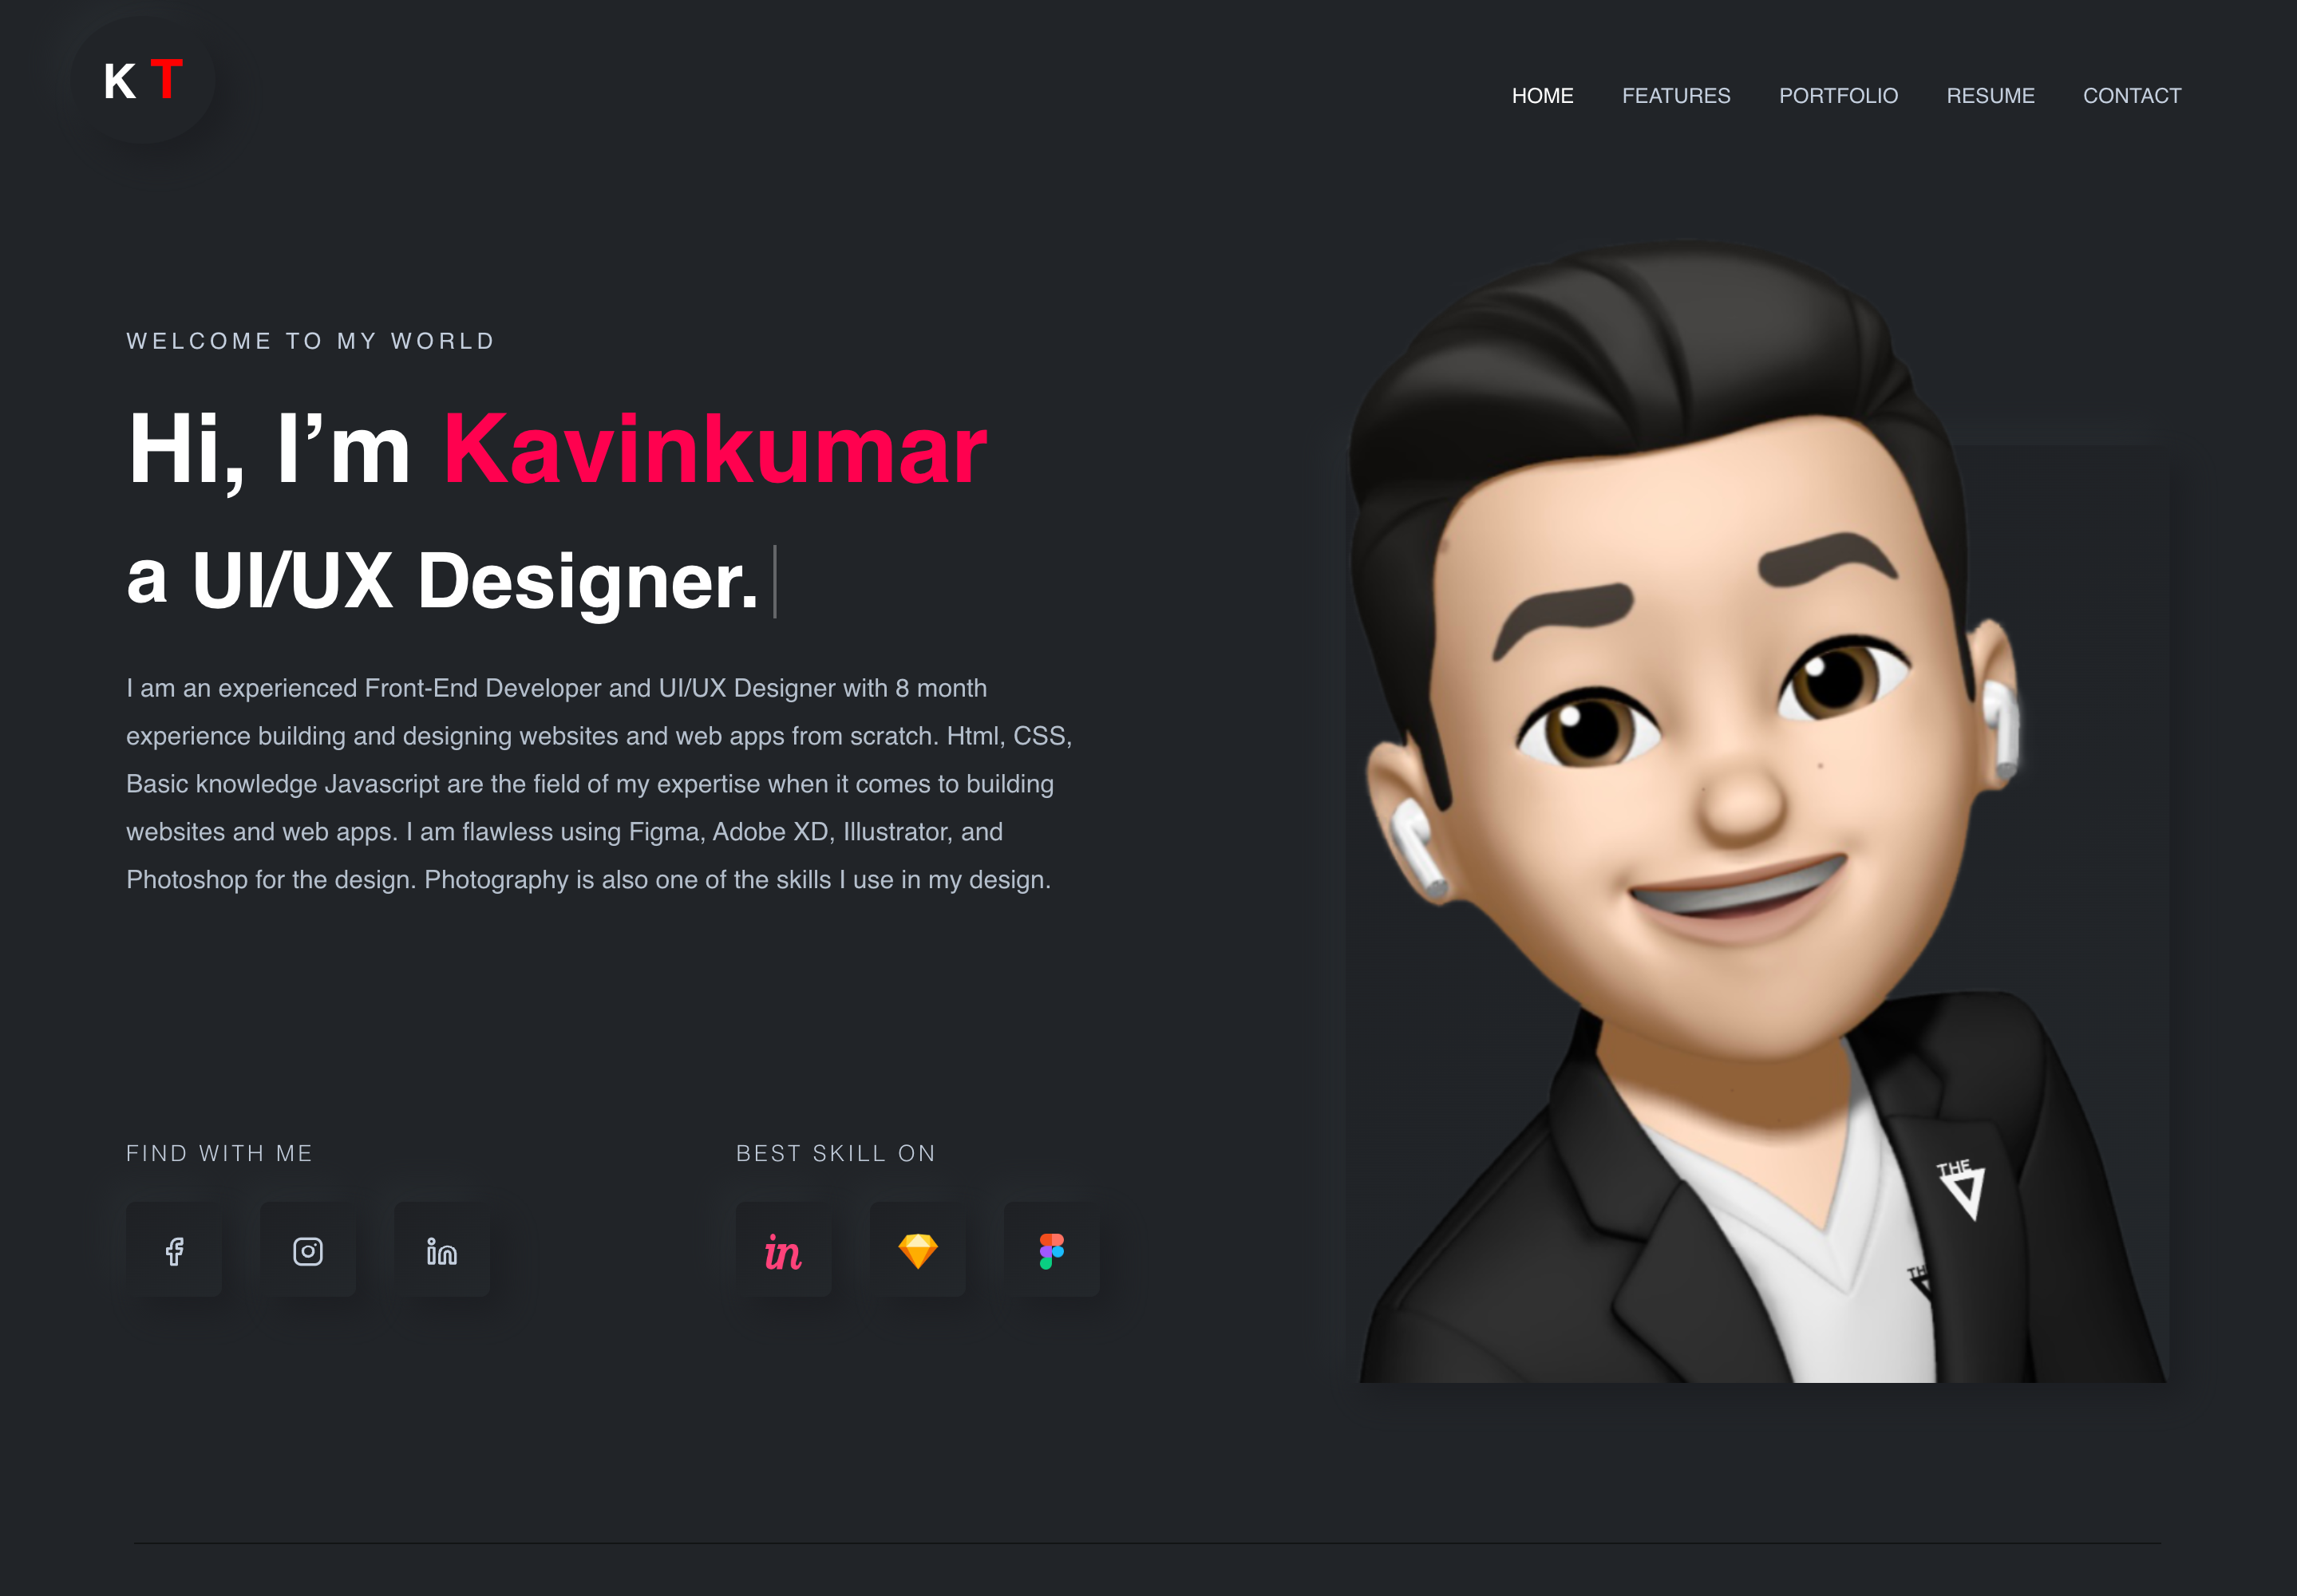 K T
HOME FEATURES PORTFOLIO RESUME CONTACT
WELCOME TO MY WORLD
Hi, I’m Kavinkumar
a UI/UX Designer.
I am an experienced Front-End Developer and UI/UX Designer with 8 month
experience building and designing websites and web apps from scratch. Html, CSS,
Basic knowledge Javascript are the field of my expertise when it comes to building
websites and web apps. I am flawless using Figma, Adobe XD, Illustrator, and
Photoshop for the design. Photography is also one of the skills I use in my design.
FIND WITH ME
BEST SKILL ON
in
in
THE
TH